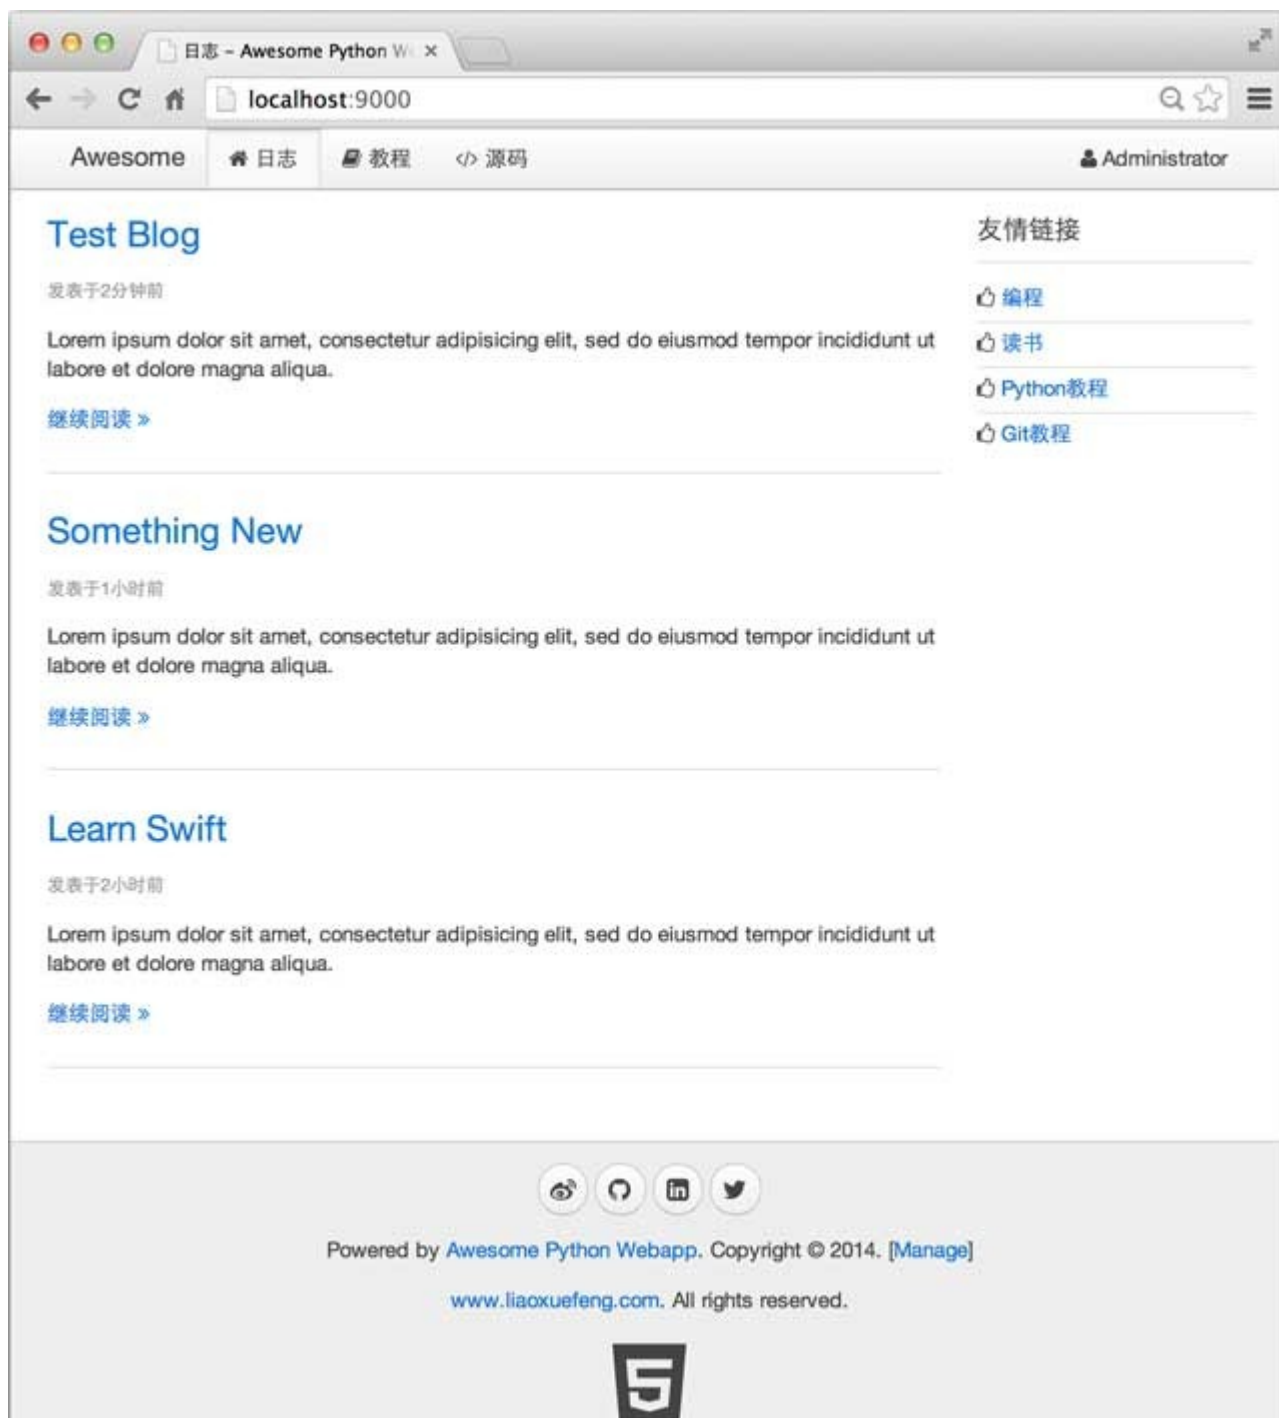 日志 – Awesome Python W
localhost:9000
Awesome 日志 教程 源码 Administrator
Test Blog
发表于2分钟前
Lorem ipsum dolor sit amet, consectetur adipisicing elit, sed do eiusmod tempor incididunt ut
labore et dolore magna aliqua.
继续阅读 »
Something New
发表于1小时前
Lorem ipsum dolor sit amet, consectetur adipisicing elit, sed do eiusmod tempor incididunt ut
labore et dolore magna aliqua.
继续阅读 »
Learn Swift
发表于2小时前
Lorem ipsum dolor sit amet, consectetur adipisicing elit, sed do eiusmod tempor incididunt ut
labore et dolore magna aliqua.
继续阅读 »
友情链接
编程
读书
Python教程
Git教程
Powered by Awesome Python Webapp. Copyright © 2014. [Manage]
www.liaoxuefeng.com. All rights reserved.
5